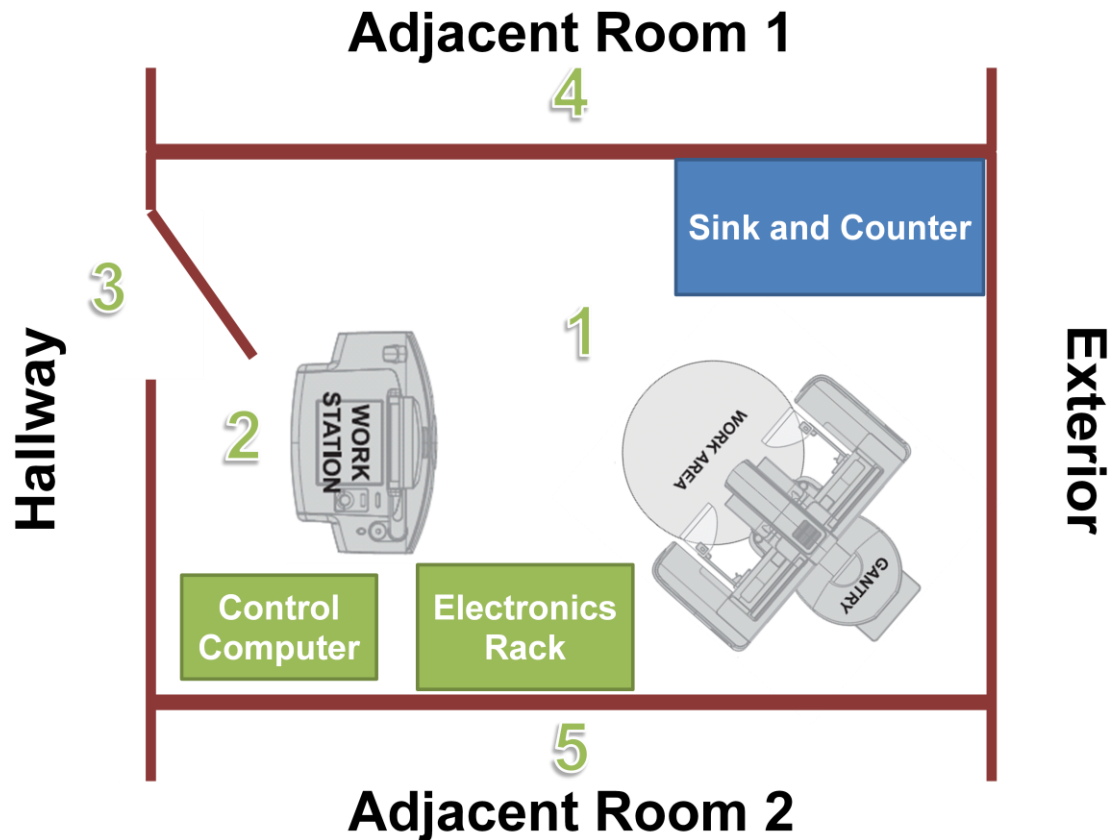 Adjacent Room 1
4
Sink and Counter
3
1
Hallway
Exterior
2
WORK
STATION
WORK AREA
GANTRY
Control
Computer
Electronics
Rack
5
Adjacent Room 2